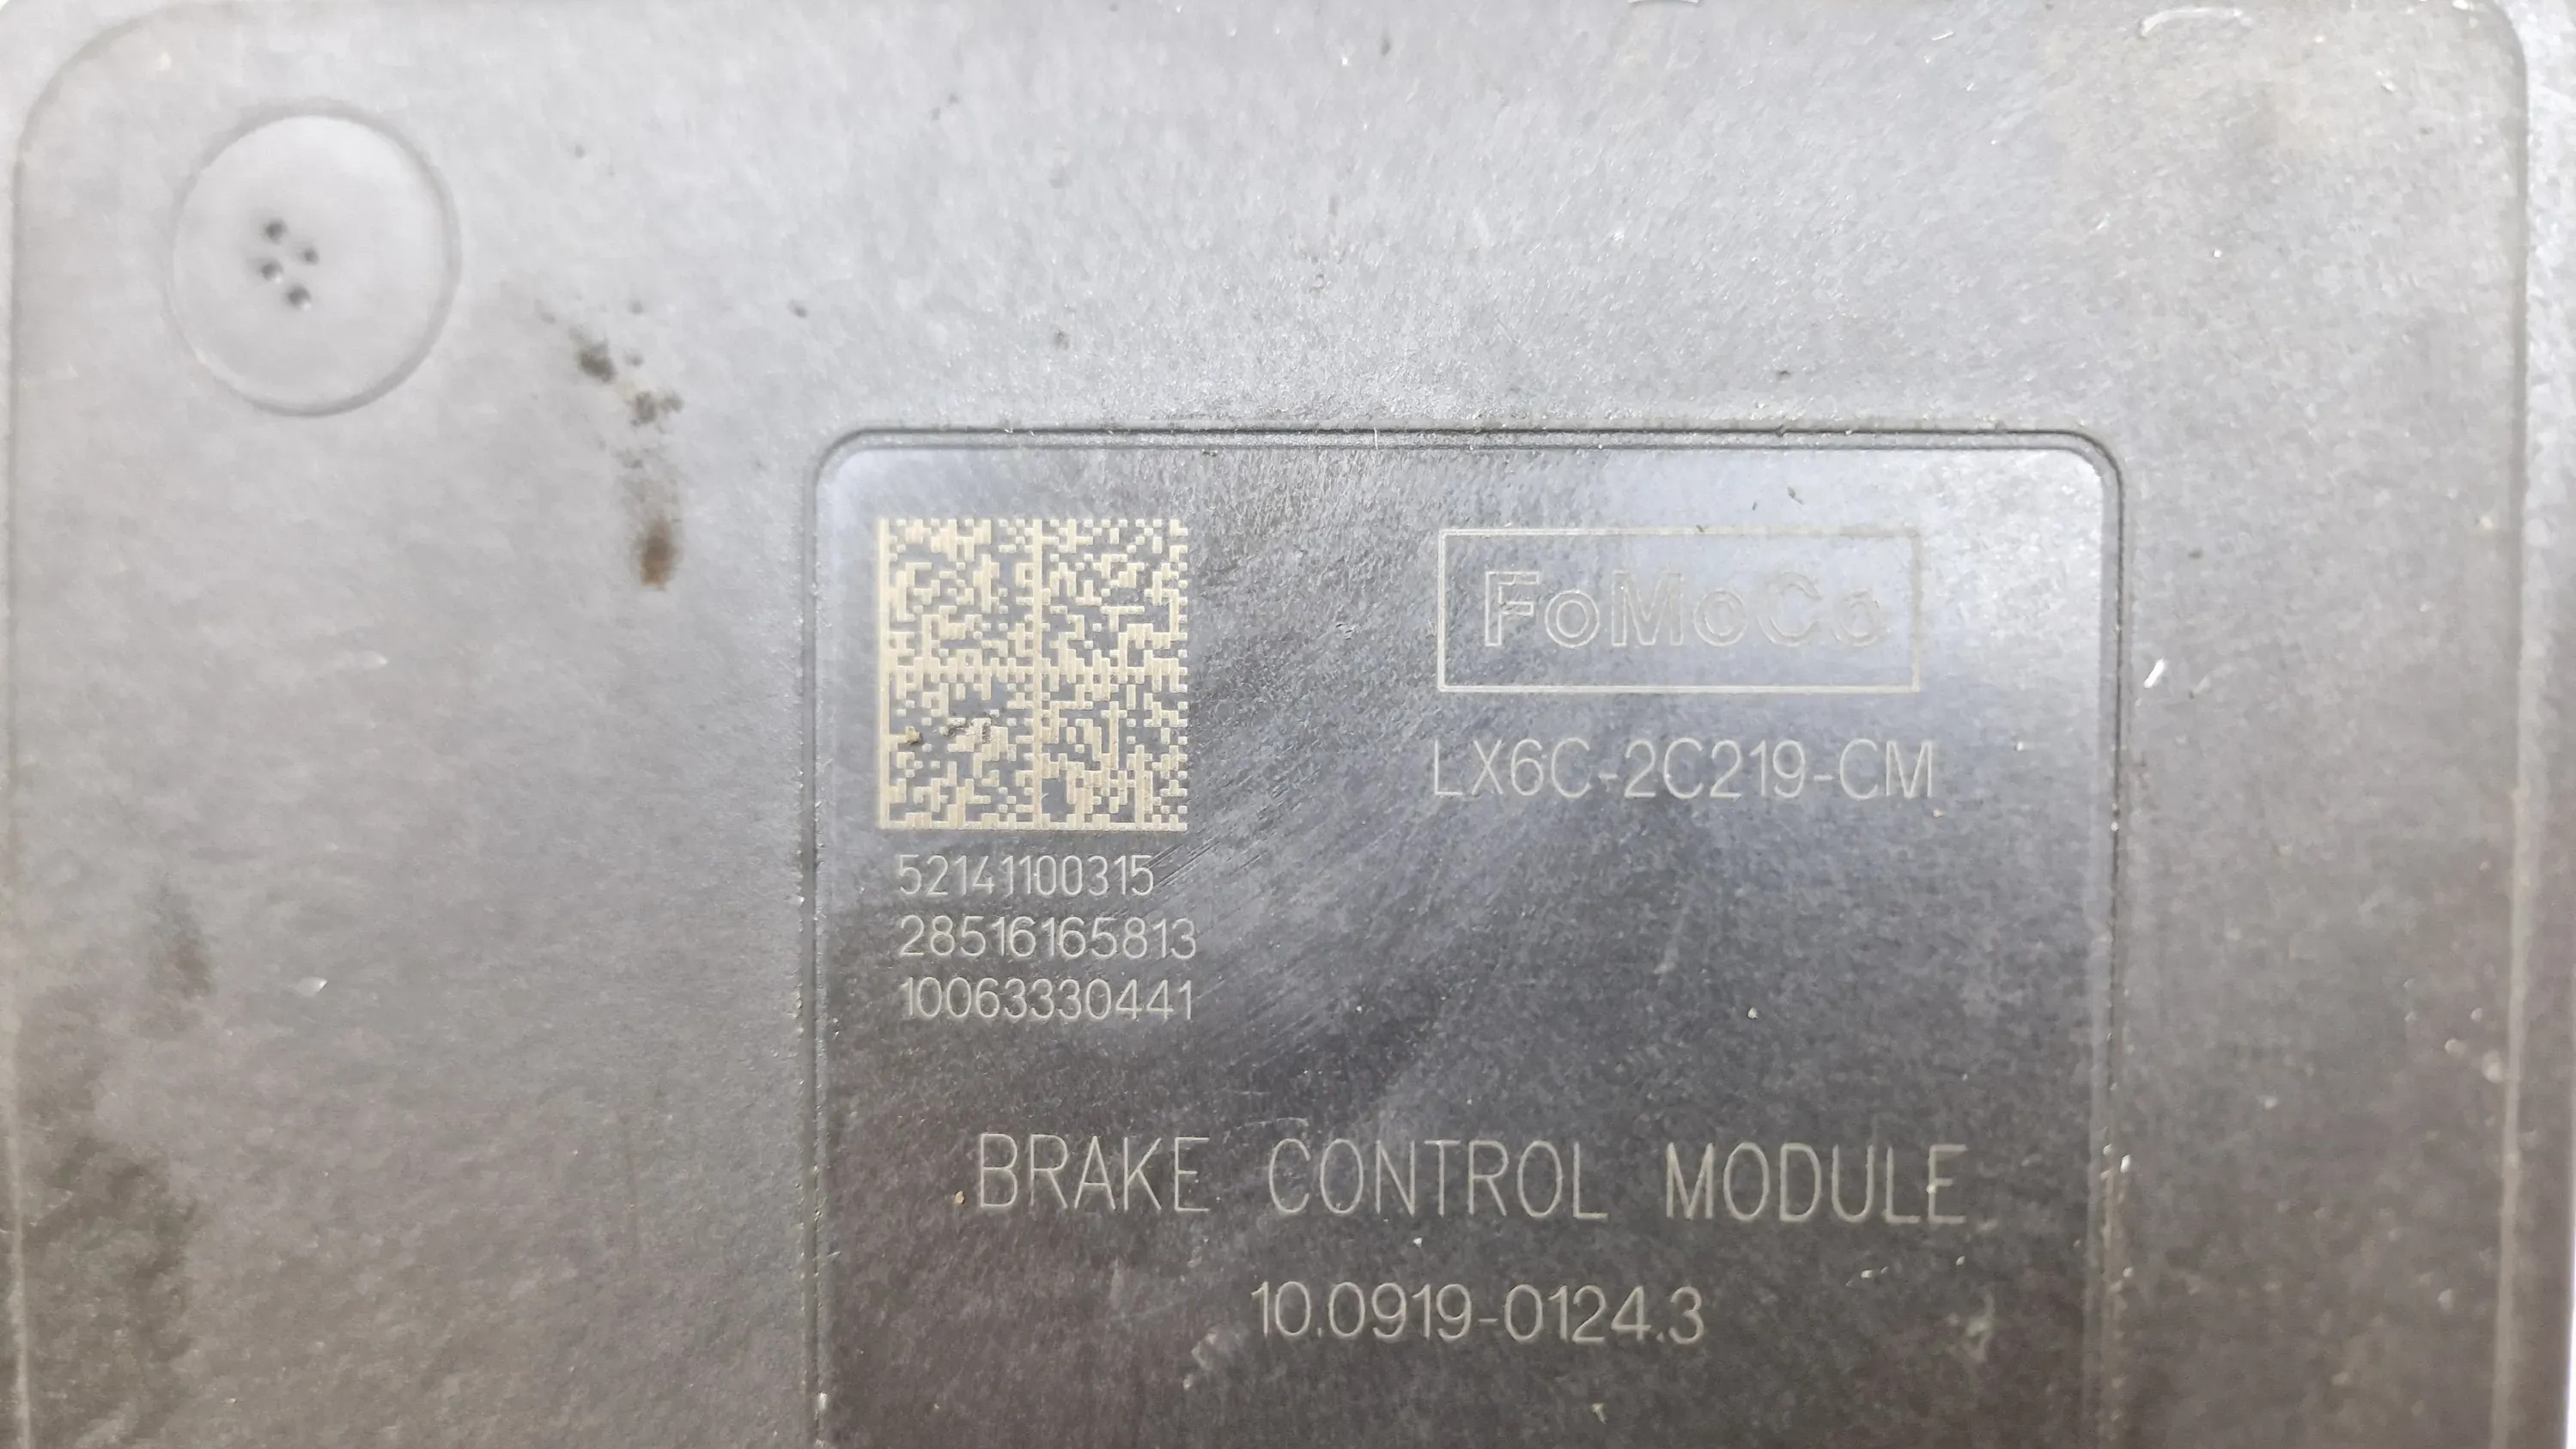 FoMoCo
LX6C-2C219-CM
52141100315
28516165813
10063330441
BRAKE CONTROL MODULE
10.0919-0124.3